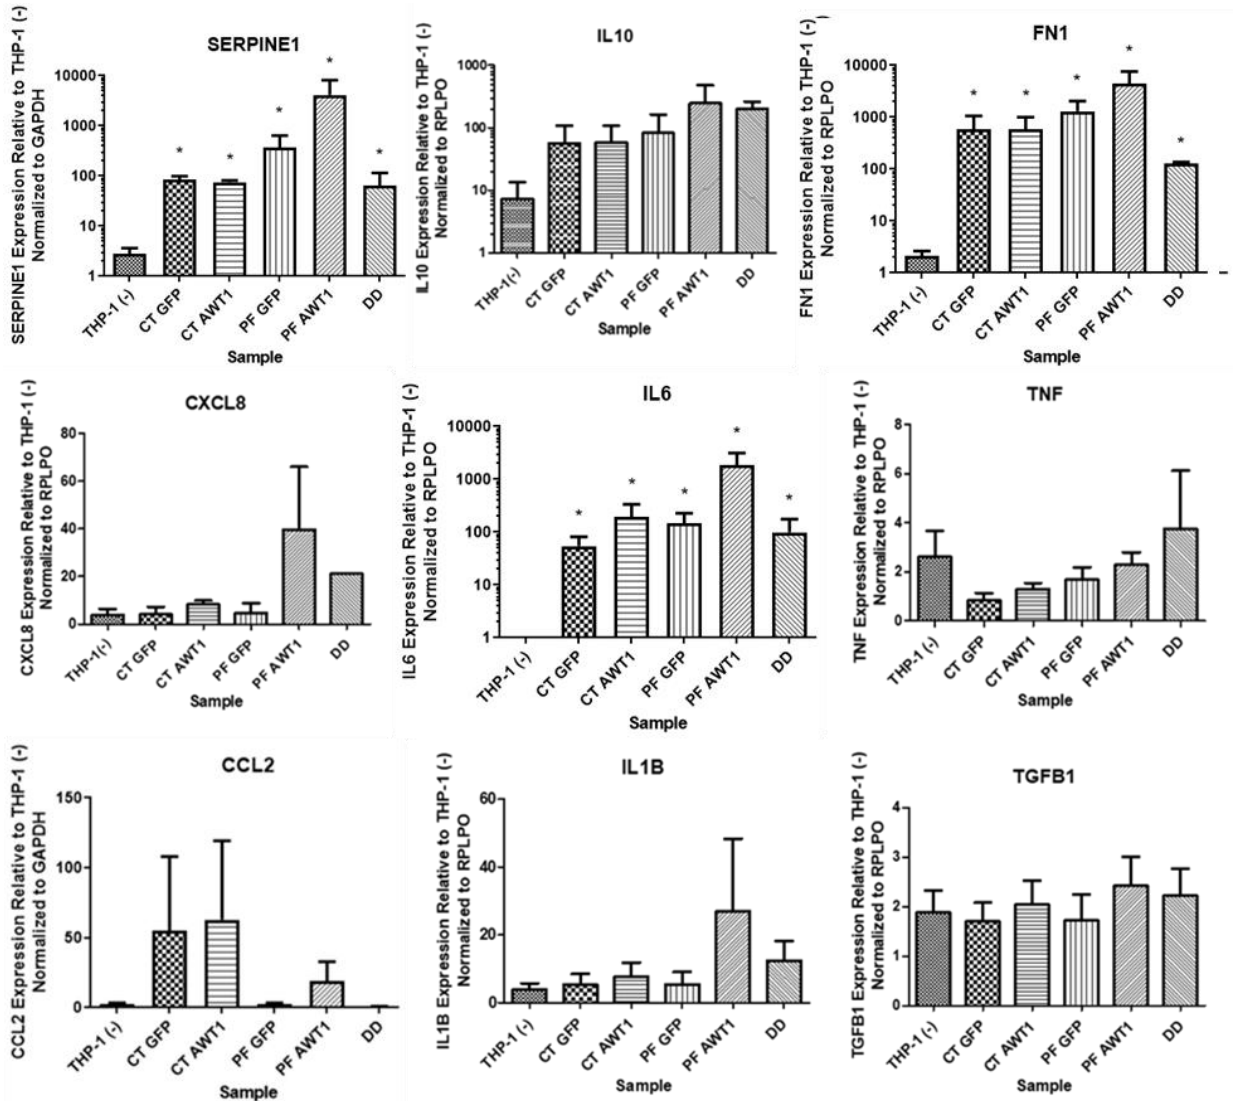 SERPINE1
SERPINE1 Expression Relative to THP-1 (-)
Normalized to GAPDH
10000
1000
100
10
1
THP-1 (-)
CT GFP
CT AWT1
PF GFP
PF AWT1
DD
* * * * *
Sample
IL10
IL10 Expression Relative to THP-1 (-)
Normalized to RPLPO
1000
100
10
1
THP-1(-)
CT GFP
CT AWT1
PF GFP
PF AWT1
DD
Sample
FN1
FN1 Expression Relative to THP-1 (-)
Normalized to RPLPO
10000
1000
100
10
1
THP-1 (-)
CT GFP
CT AWT1
PF GFP
PF AWT1
DD
* * * * *
Sample
CXCL8
CXCL8 Expression Relative to THP-1 (-)
Normalized to RPLPO
80
60
40
20
0
THP-1(-)
CT GFP
CT AWT1
PF GFP
PF AWT1
DD
Sample
IL6
IL6 Expression Relative to THP-1 (-)
Normalized to RPLPO
10000
1000
100
10
1
THP-1 (-)
CT GFP
CT AWT1
PF GFP
PF AWT1
DD
* * * * *
Sample
TNF
TNF Expression Relative to THP-1 (-)
Normalized to RPLPO
8
6
4
2
0
THP-1 (-)
CT GFP
CT AWT1
PF GFP
PF AWT1
DD
Sample
CCL2
CCL2 Expression Relative to THP-1 (-)
Normalized to GAPDH
150
100
50
0
THP-1 (-)
CT GFP
CT AWT1
PF GFP
PF AWT1
DD
Sample
IL1B
IL1B Expression Relative to THP-1 (-)
Normalized to RPLPO
60
40
20
0
THP-1 (-)
CT GFP
CT AWT1
PF GFP
PF AWT1
DD
Sample
TGFB1
TGFB1 Expression Relative to THP-1 (-)
Normalized to RPLPO
4
3
2
1
0
THP-1 (-)
CT GFP
CT AWT1
PF GFP
PF AWT1
DD
Sample